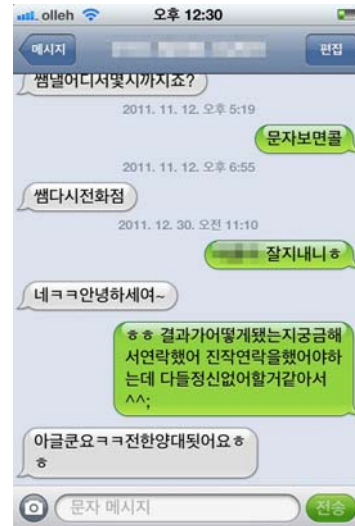 olleh 오후 12:30
메시지 편집
쌤낼어디서몇시까지죠?
2011. 11. 12. 오후 5:19
문자보면콜
2011. 11. 12. 오후 6:55
쌤다시전화점
2011. 12. 30. 오전 11:10
잘지내니ㅎ
네ㅋㅋ안녕하세여~
ㅎㅎ 결과가어떻게됐는지궁금해
서연락했어 진작연락을했어야하
는데 다들정신없어할거같아서
^^;
아글쿤요ㅋㅋ전한양대됫어요ㅎ
ㅎ
문자 메시지 전송